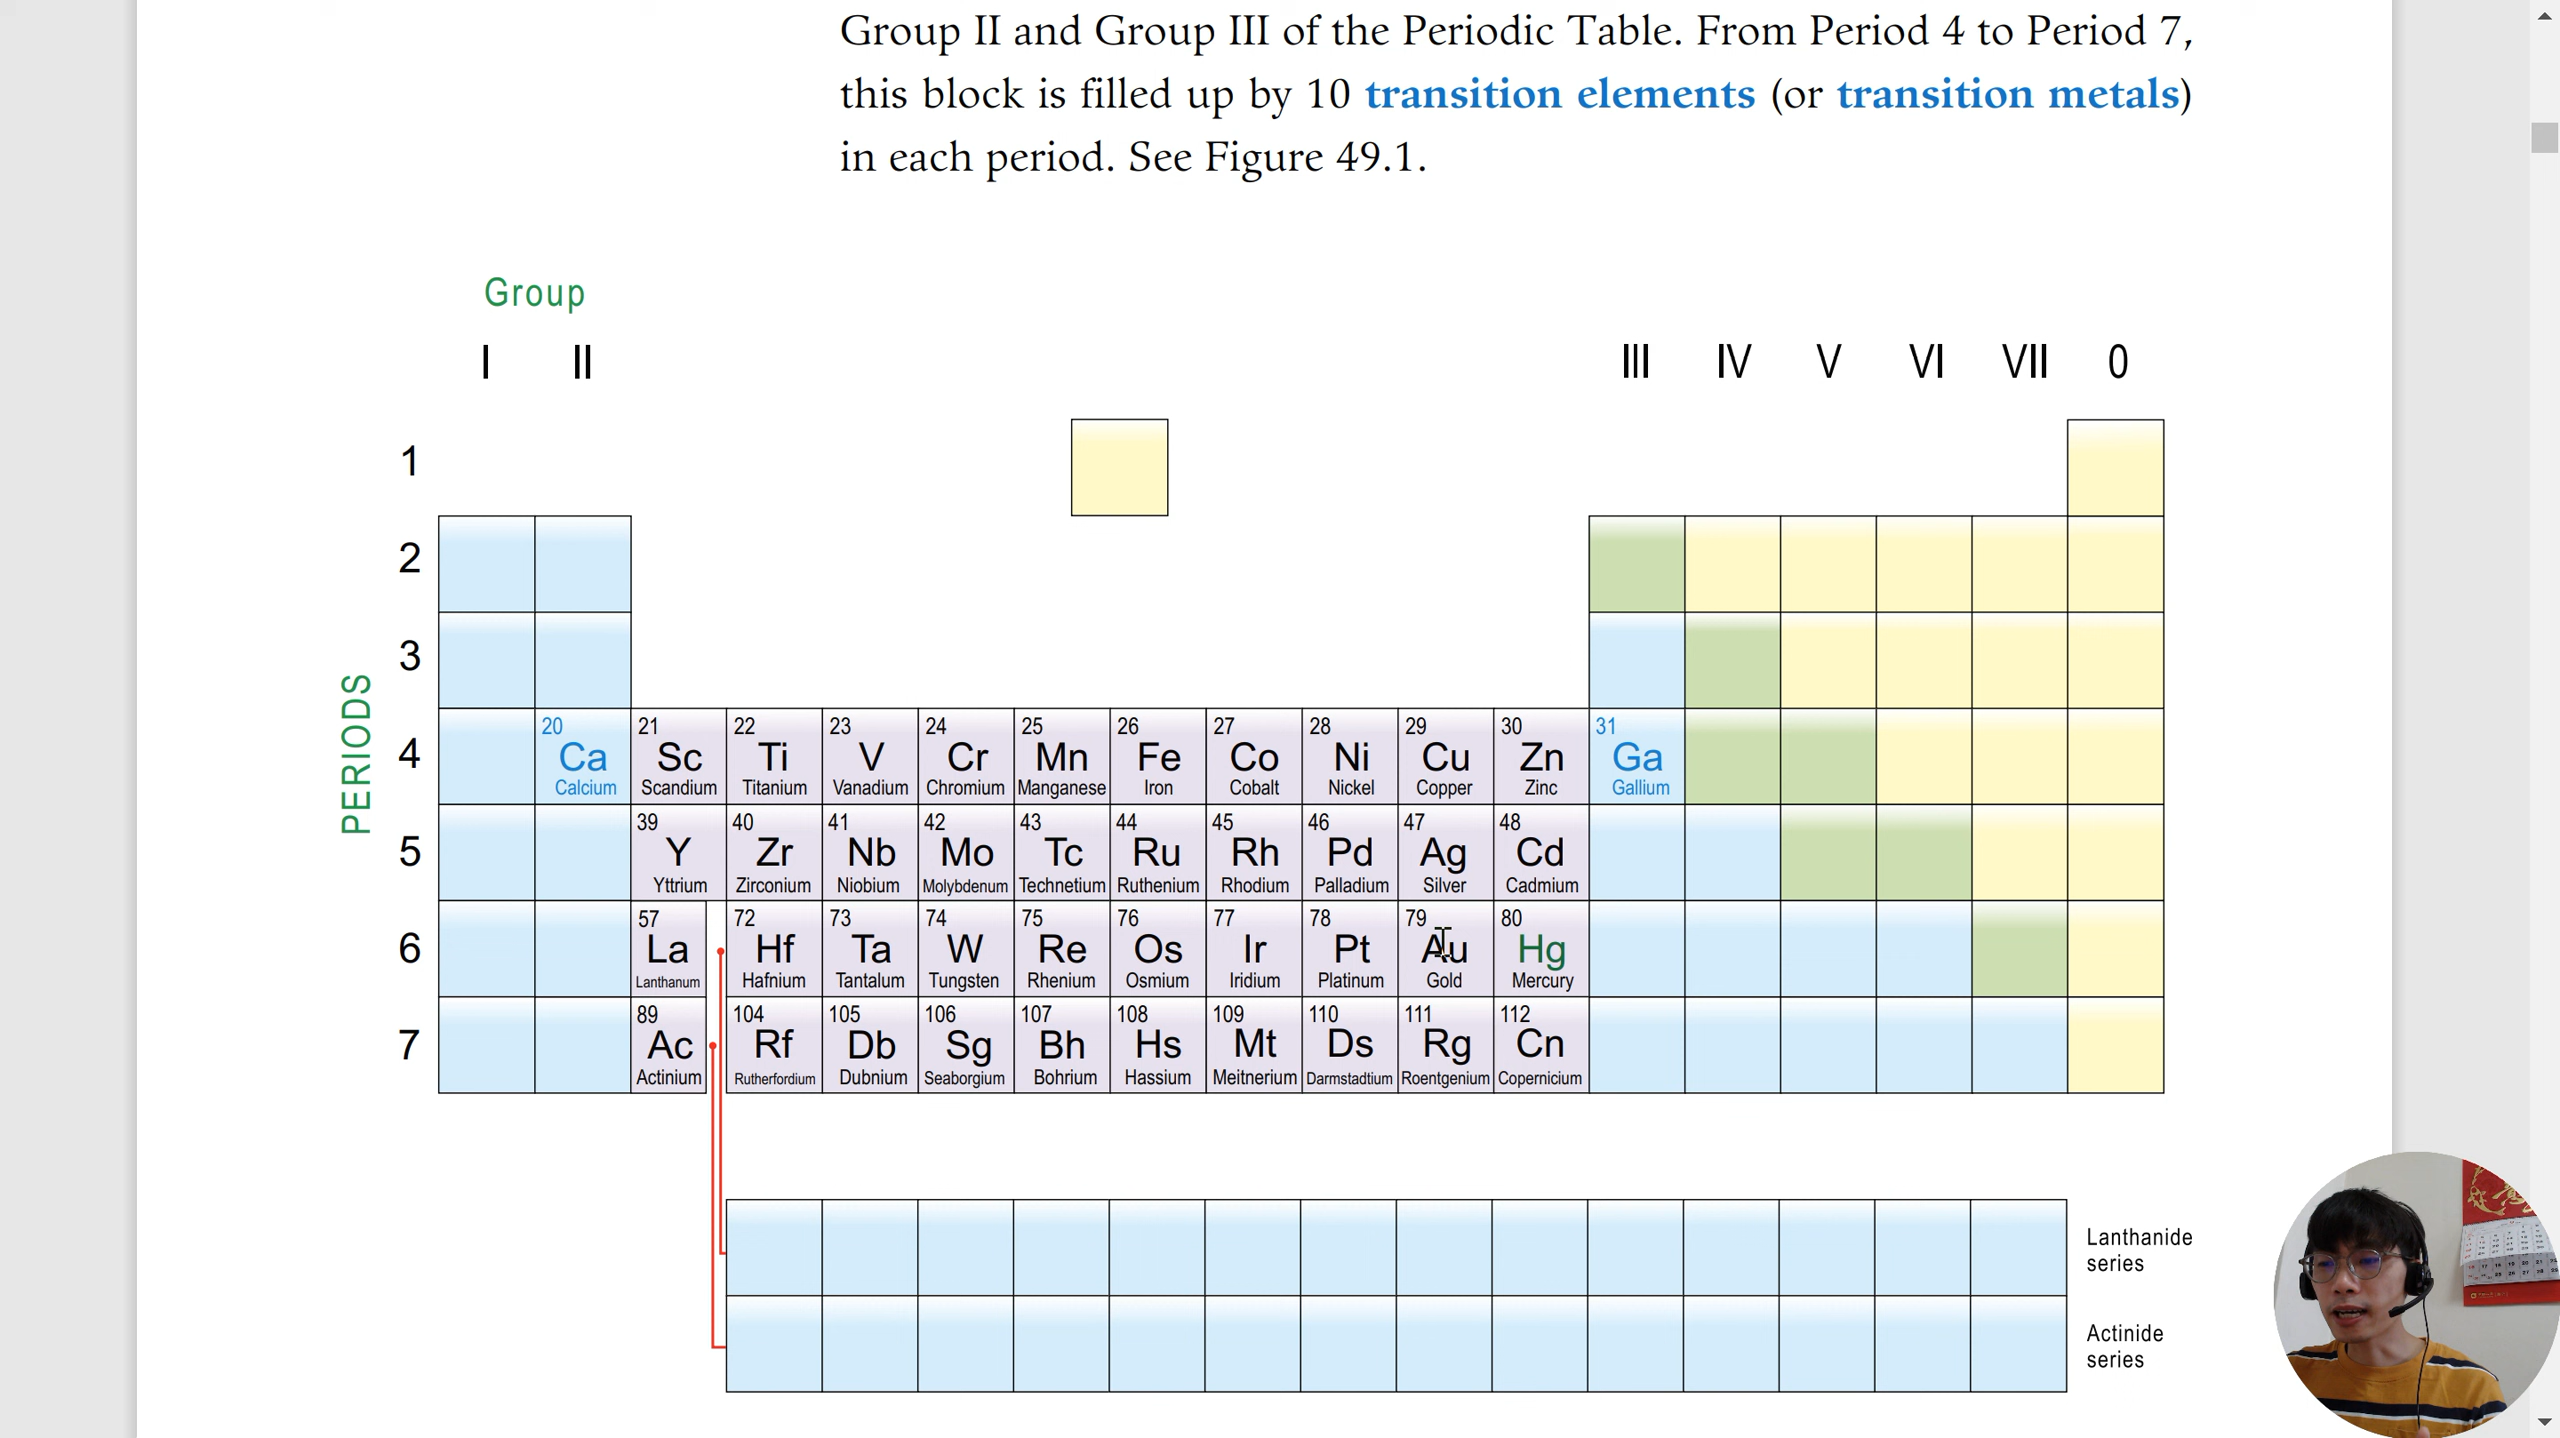 Group II and Group III of the Periodic Table. From Period 4 to Period 7,
this block is filled up by 10 transition elements (or transition metals)
in each period. See Figure 49.1.
Group
I II III IV V VI VII 0
1
2
3
PERIODS
4
20 21 22 23 24 25 26 27 28 29 30 31
Ca Sc Ti V Cr Mn Fe Co Ni Cu Zn Ga
Calcium Scandium Titanium Vanadium Chromium Manganese Iron Cobalt Nickel Copper Zinc Gallium
5
39 40 41 42 43 44 45 46 47 48
Y Zr Nb Mo Tc Ru Rh Pd Ag Cd
Yttrium Zirconium Niobium Molybdenum Technetium Ruthenium Rhodium Palladium Silver Cadmium
6
57 72 73 74 75 76 77 78 79 80
La Hf Ta W Re Os Ir Pt Au Hg
Lanthanum Hafnium Tantalum Tungsten Rhenium Osmium Iridium Platinum Gold Mercury
7
89 104 105 106 107 108 109 110 111 112
Ac Rf Db Sg Bh Hs Mt Ds Rg Cn
Actinium Rutherfordium Dubnium Seaborgium Bohrium Hassium Meitnerium Darmstadtium Roentgenium Copernicium
Lanthanide
series
Actinide
series